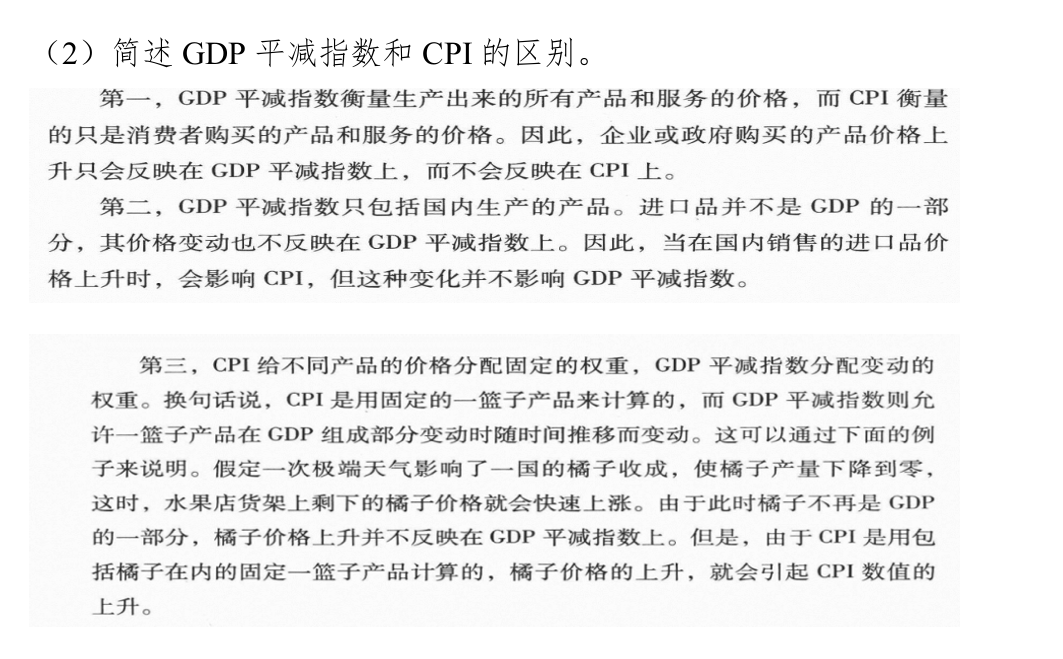 （2）简述 GDP 平减指数和 CPI 的区别。
第一，GDP 平减指数衡量生产出来的所有产品和服务的价格，而 CPI 衡量
的只是消费者购买的产品和服务的价格。因此，企业或政府购买的产品价格上
升只会反映在 GDP 平减指数上，而不会反映在 CPI 上。
第二，GDP 平减指数只包括国内生产的产品。进口品并不是 GDP 的一部
分，其价格变动也不反映在 GDP 平减指数上。因此，当在国内销售的进口品价
格上升时，会影响 CPI，但这种变化并不影响 GDP 平减指数。
第三，CPI 给不同产品的价格分配固定的权重，GDP 平减指数分配变动的
权重。换句话说，CPI 是用固定的一篮子产品来计算的，而 GDP 平减指数则允
许一篮子产品在 GDP 组成部分变动时随时间推移而变动。这可以通过下面的例
子来说明。假定一次极端天气影响了一国的橘子收成，使橘子产量下降到零，
这时，水果店货架上剩下的橘子价格就会快速上涨。由于此时橘子不再是 GDP
的一部分，橘子价格上升并不反映在 GDP 平减指数上。但是，由于 CPI 是用包
括橘子在内的固定一篮子产品计算的，橘子价格的上升，就会引起 CPI 数值的
上升。